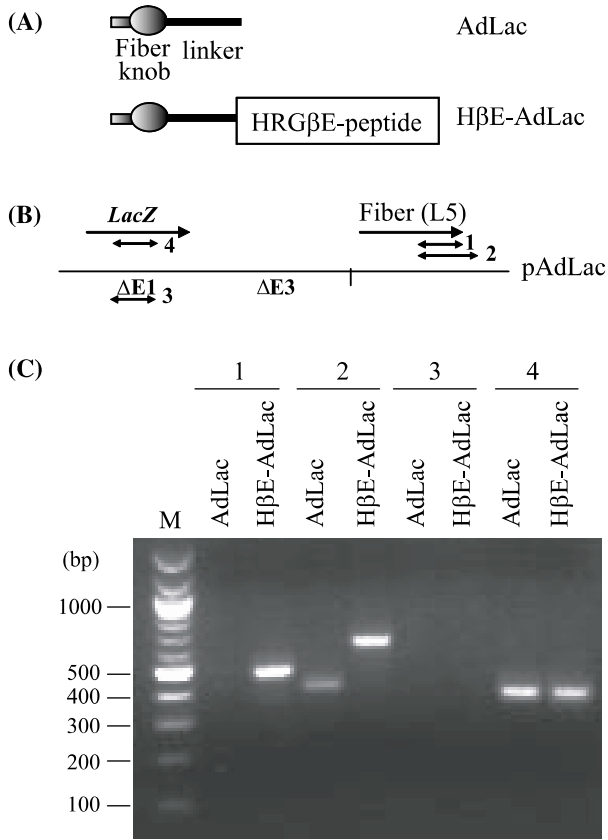 (A)
AdLac
Fiber knob
linker
HRGβE-peptide
HβE-AdLac
(B)
LacZ
Fiber (L5)
4
1
2
pAdLac
ΔE1
3
ΔE3
(C)
1 2 3 4
M
AdLac
HβE-AdLac
AdLac
HβE-AdLac
AdLac
HβE-AdLac
AdLac
HβE-AdLac
(bp)
1000
500
400
300
200
100